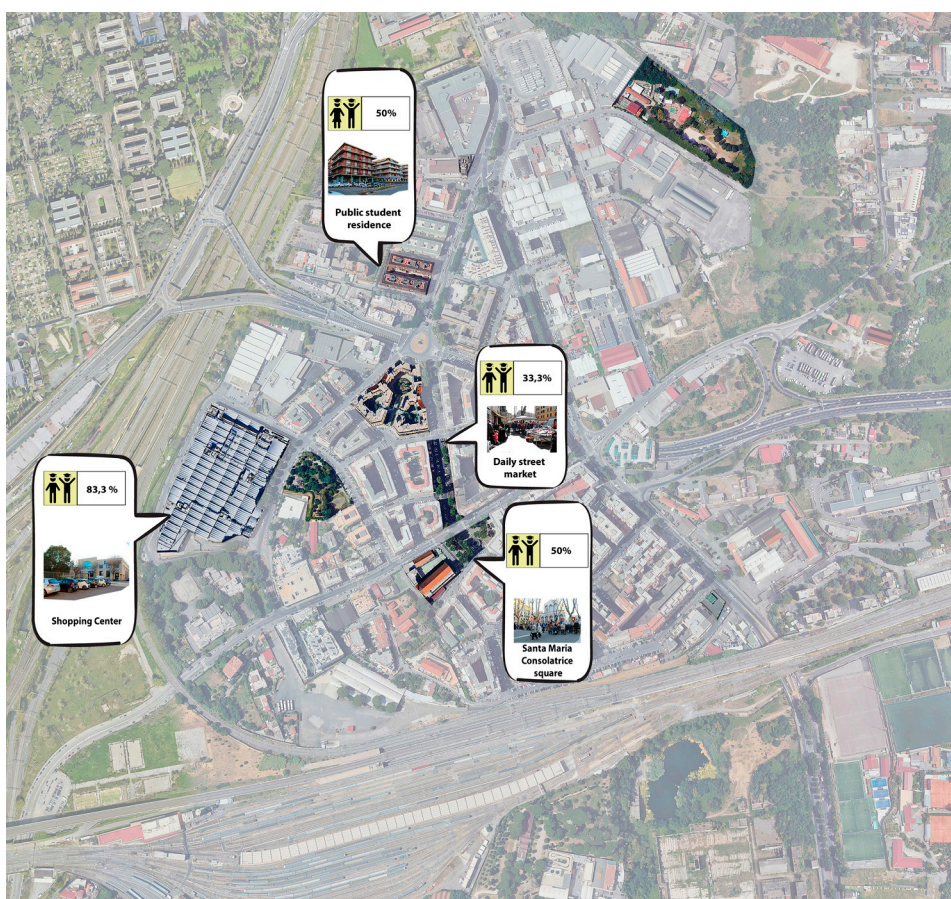 50%
Public student
residence
33,3%
Daily street
market
83,3 %
Shopping Center
50%
Santa Maria
Consolatrice
square